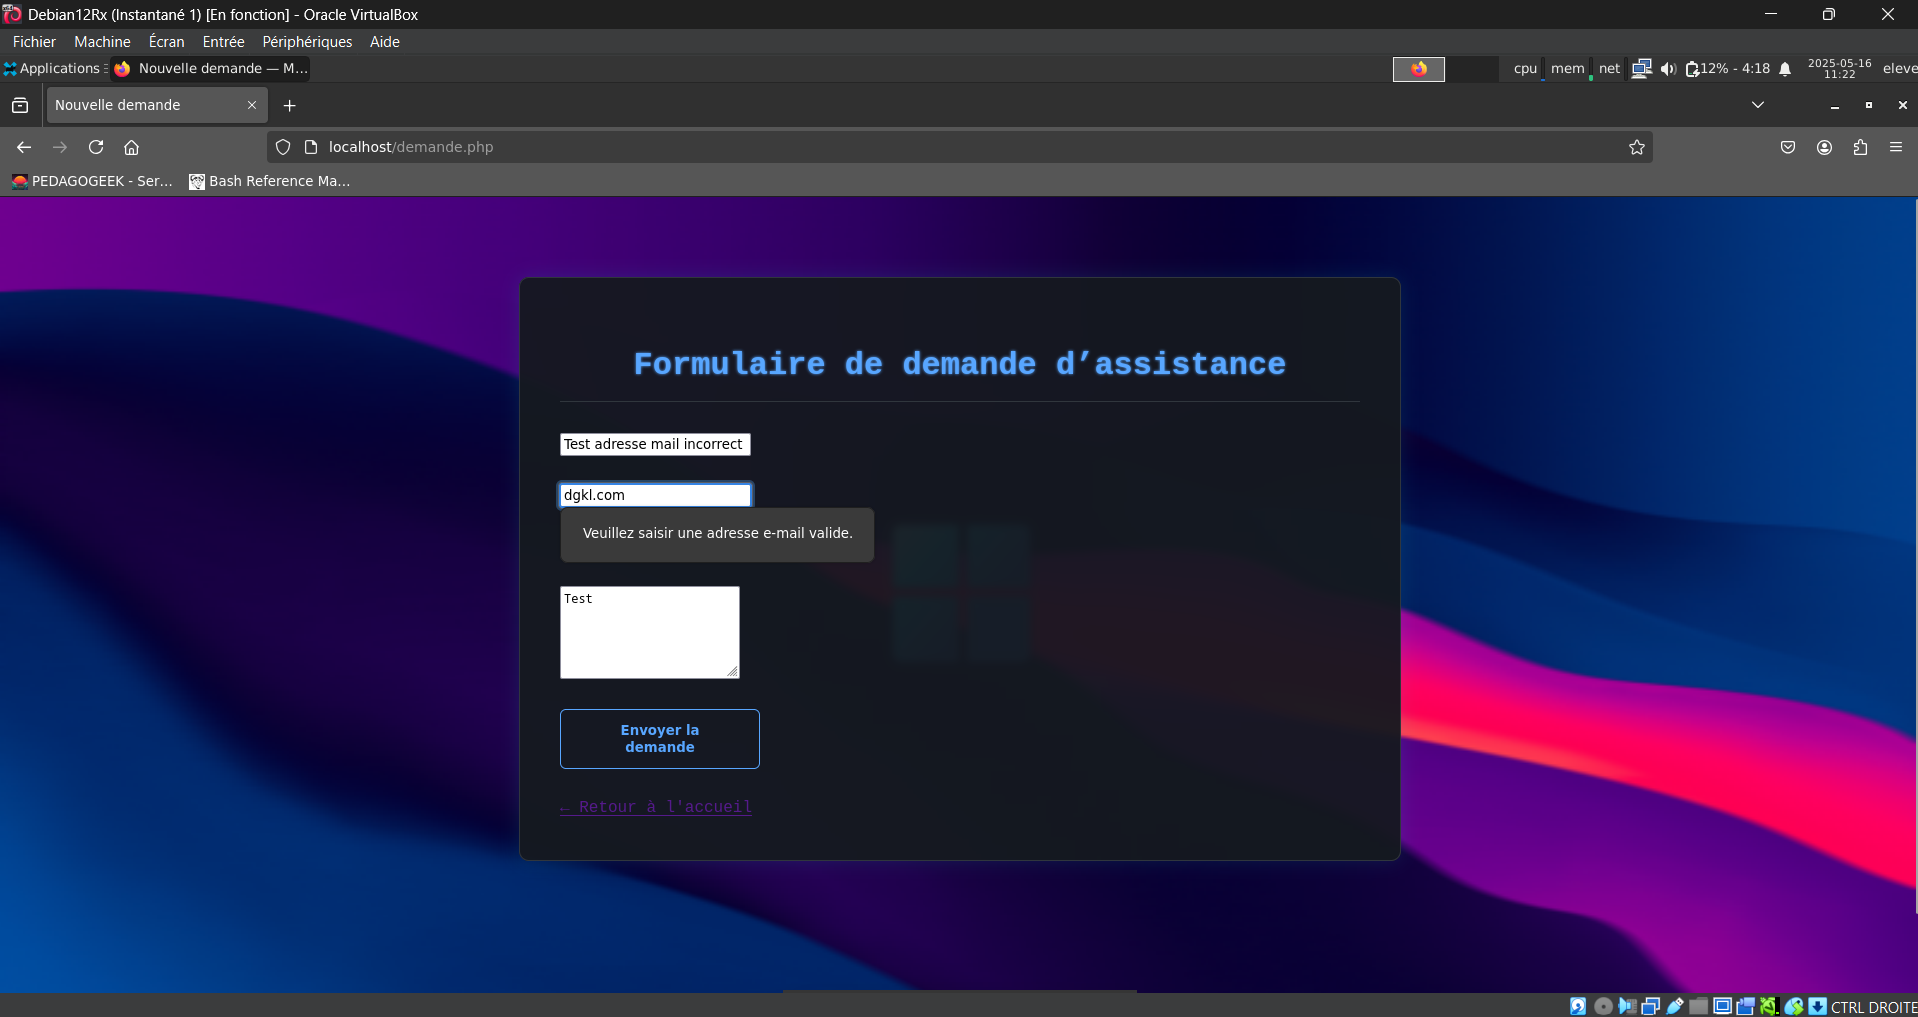 Debian12Rx (Instantané 1) [En fonction] - Oracle VirtualBox
Fichier Machine Écran Entrée Périphériques Aide
Applications Nouvelle demande — M... cpu mem net 12% - 4:18 2025-05-16 11:22 eleve
Nouvelle demande
localhost/demande.php
PEDAGOGEEK - Ser... Bash Reference Ma...
Formulaire de demande d’assistance
Test adresse mail incorrect
dgkl.com
Veuillez saisir une adresse e-mail valide.
Test
Envoyer la
demande
← Retour à l'accueil
CTRL DROITE